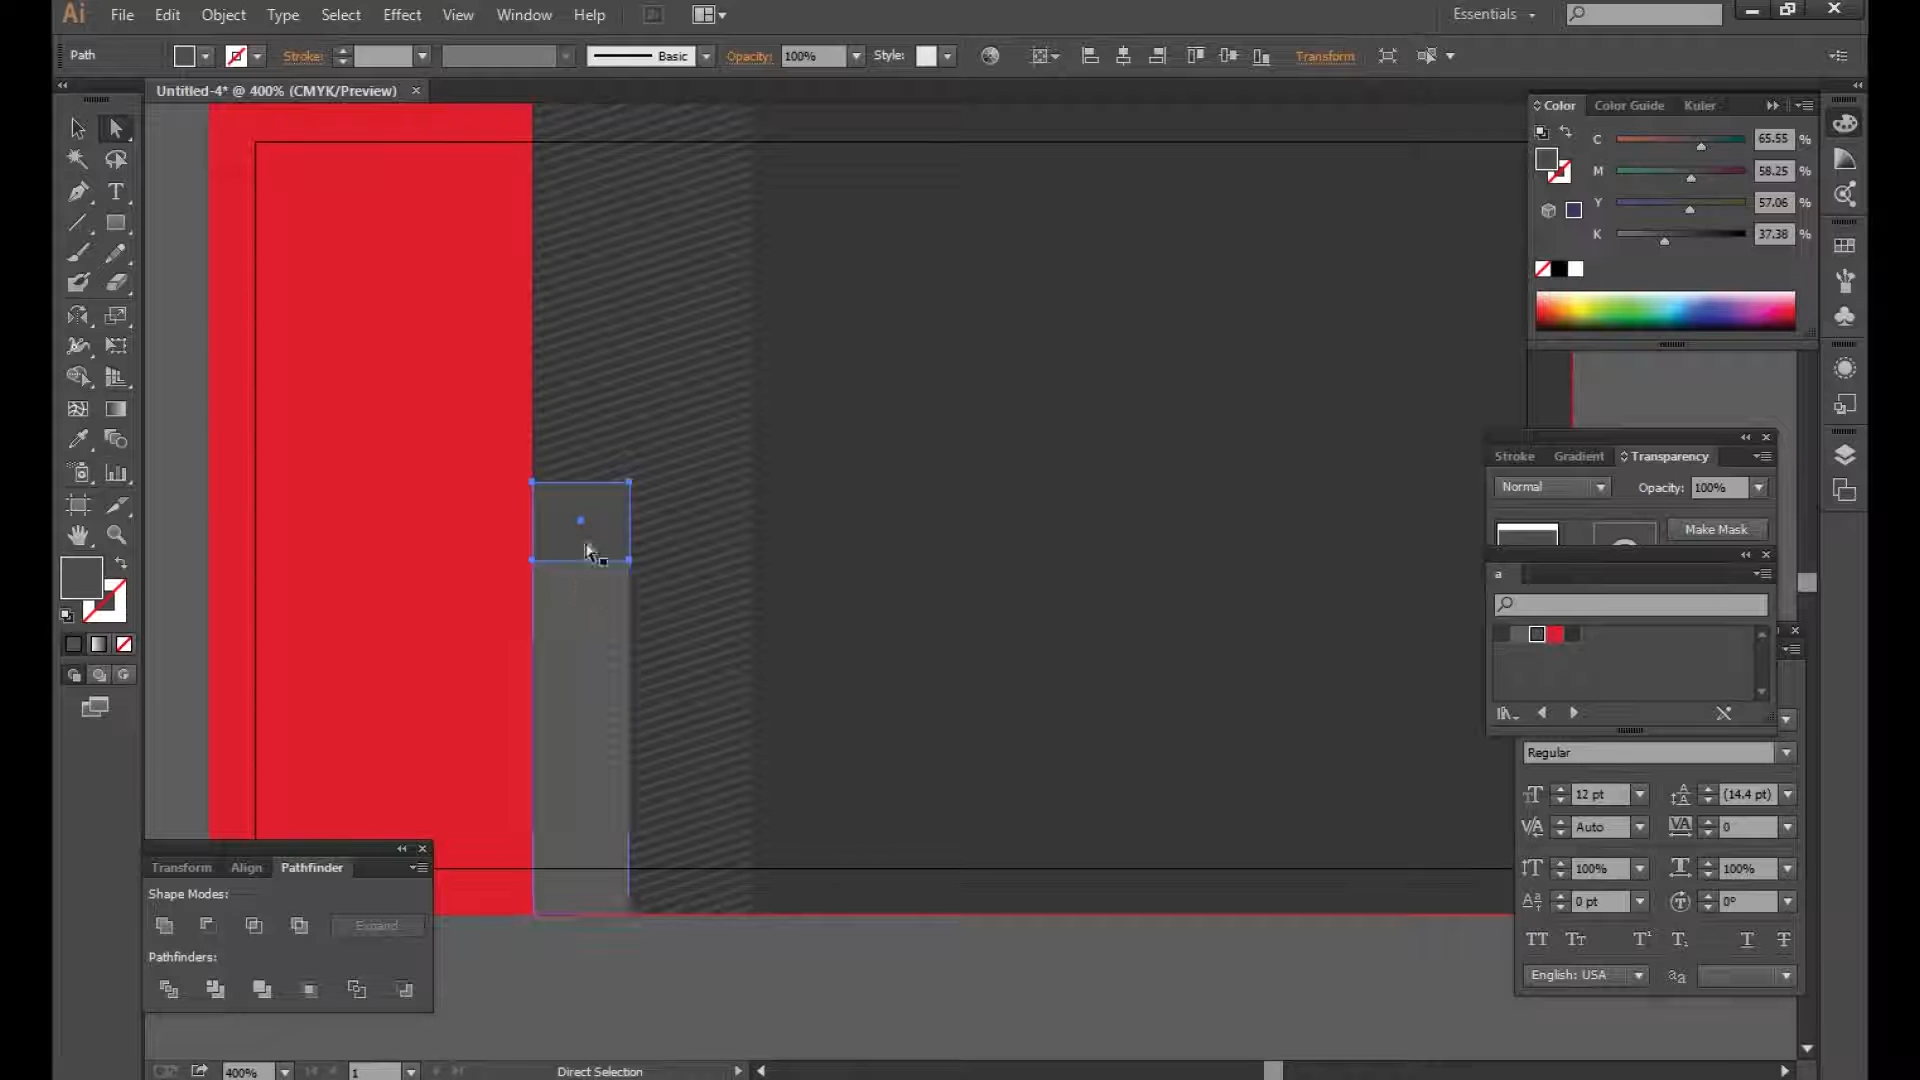 Ai File Edit Object Type Select Effect View Window Help Br Essentials
Path Stroke: Basic Opacity: 100% Style: Transform
Untitled-4* @ 400% (CMYK/Preview)
Color Color Guide Kuler
C 65.55 %
M 58.25 %
Y 57.06 %
K 37.38 %
Stroke Gradient Transparency
Normal Opacity: 100%
Make Mask
a
Regular
12 pt (14.4 pt)
Auto 0
100% 100%
0 pt 0°
English: USA
Transform Align Pathfinder
Shape Modes:
Expand
Pathfinders:
400% 1 Direct Selection